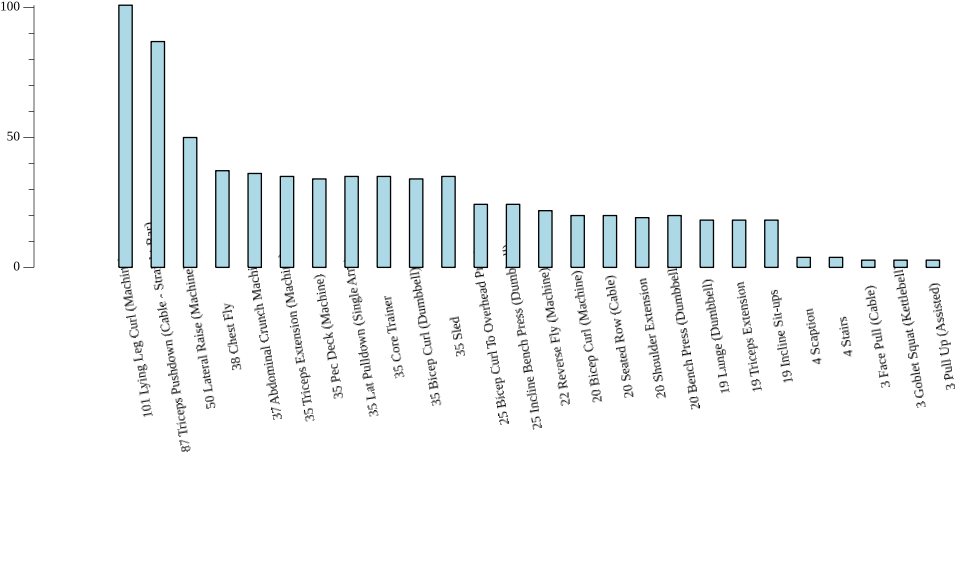 100
50
0
101 Lying Leg Curl (Machin
87 Triceps Pushdown (Cable - Stra Bar)
50 Lateral Raise (Machine
38 Chest Fly
37 Abdominal Crunch Machi
35 Triceps Extension (Machin
35 Pec Deck (Machine)
35 Lat Pulldown (Single Arm
35 Core Trainer
35 Bicep Curl (Dumbbell)
35 Sled
25 Bicep Curl To Overhead Pr
25 Incline Bench Press (Dumb
22 Reverse Fly (Machine)
20 Bicep Curl (Machine)
20 Seated Row (Cable)
20 Shoulder Extension
20 Bench Press (Dumbbell
19 Lunge (Dumbbell)
19 Triceps Extension
19 Incline Sit-ups
4 Scaption
4 Stairs
3 Face Pull (Cable)
3 Goblet Squat (Kettlebell
3 Pull Up (Assisted)